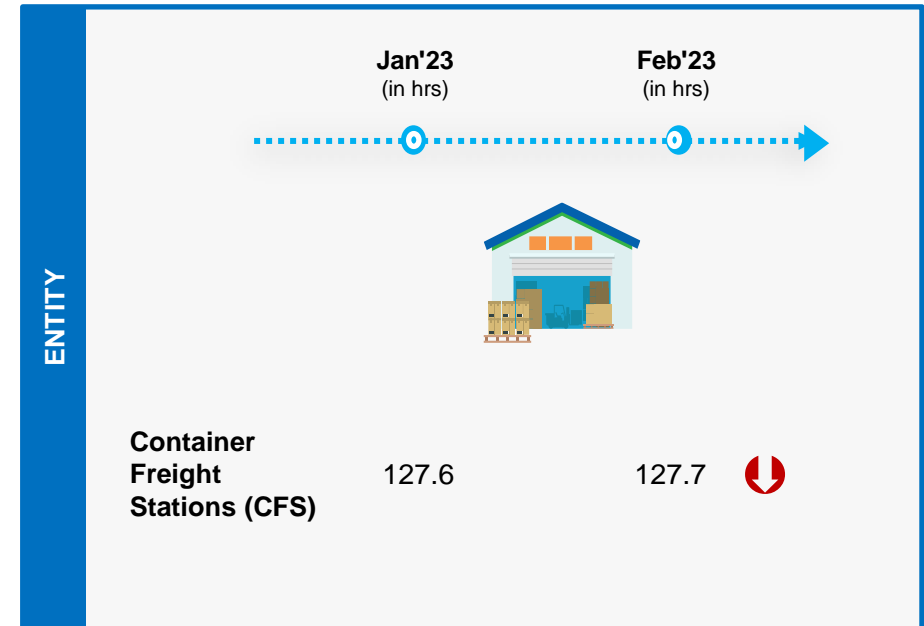 Jan'23
(in hrs)
Feb'23
(in hrs)
ENTITY
Container
Freight
Stations (CFS)
127.6
127.7